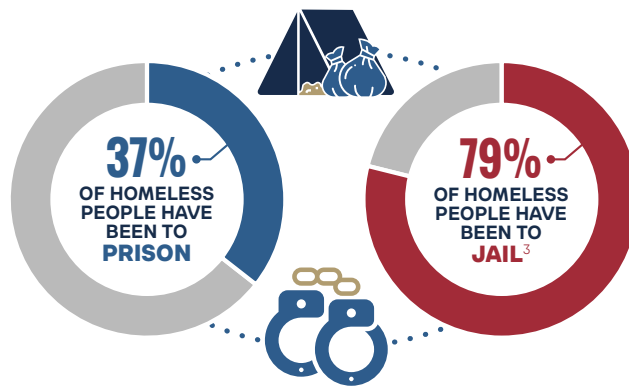 37%
OF HOMELESS
PEOPLE HAVE
BEEN TO
PRISON
79%
OF HOMELESS
PEOPLE HAVE
BEEN TO
JAIL³